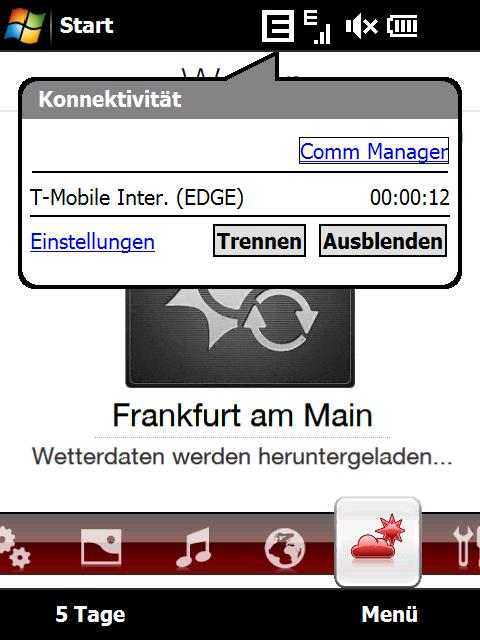 Start
E
E
Konnektivität
Comm Manager
T-Mobile Inter. (EDGE)
00:00:12
Einstellungen
Trennen
Ausblenden
Frankfurt am Main
Wetterdaten werden heruntergeladen...
5 Tage
Menü